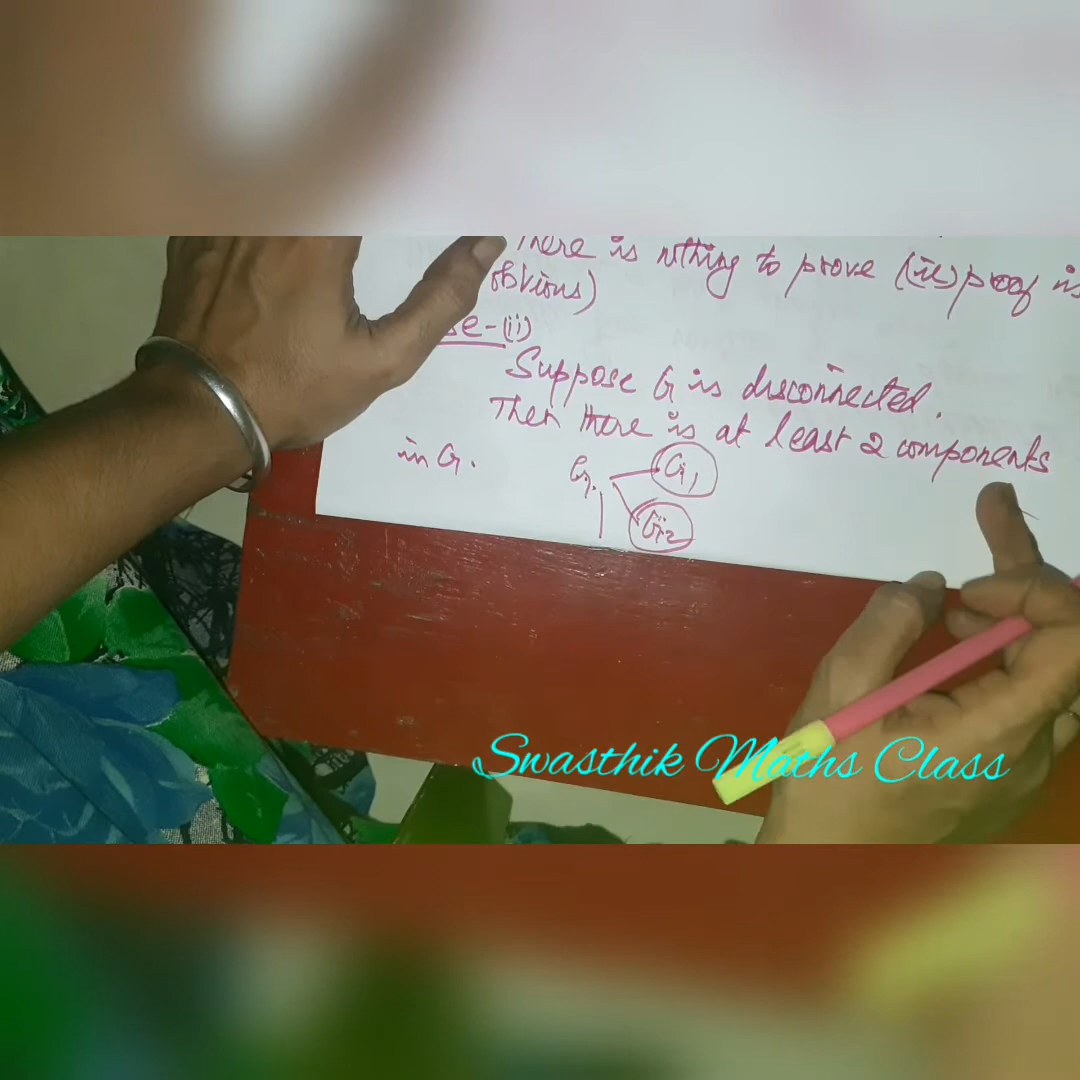 There is nthing to prove (ie) proof is
obvious)
se-(ii)
Suppose G is disconnected.
Then there is at least 2 components
in G.
G. G1
G2
Swasthik Maths Class